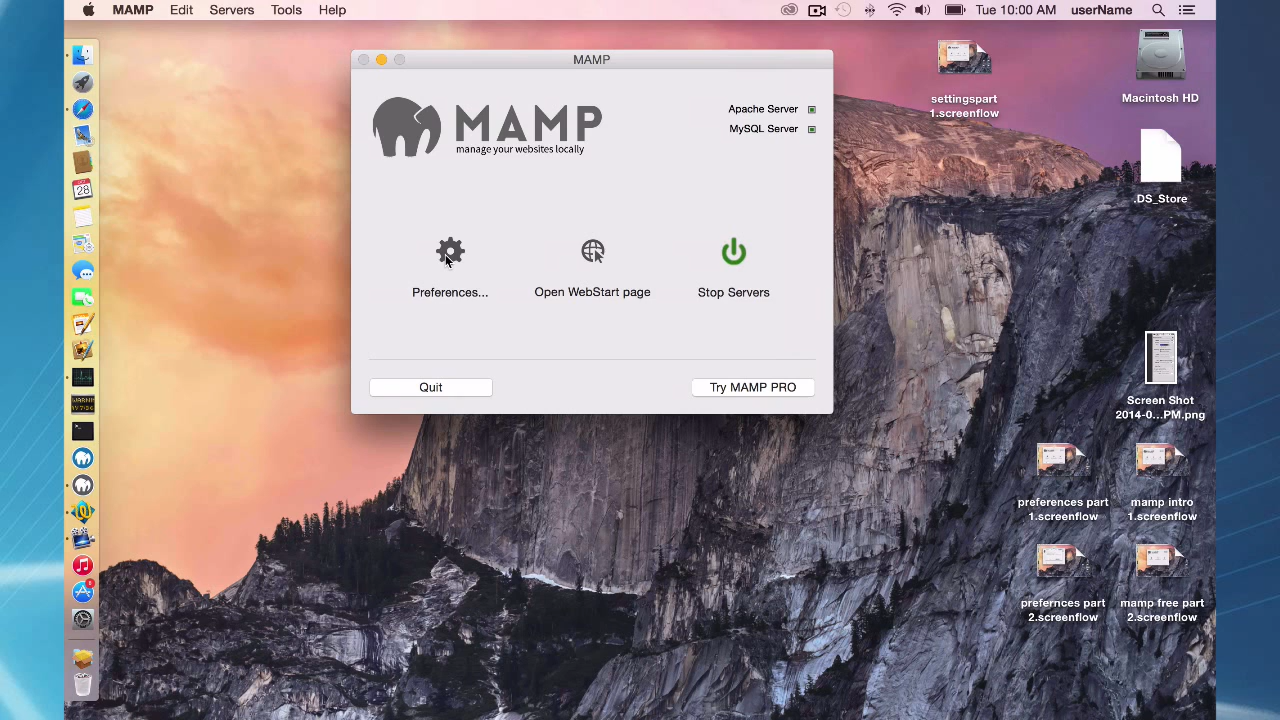 MAMP Edit Servers Tools Help
Tue 10:00 AM userName
MAMP
MAMP
manage your websites locally
Apache Server
MySQL Server
Preferences...
Open WebStart page
Stop Servers
Quit
Try MAMP PRO
settingspart
1.screenflow
Macintosh HD
.DS_Store
Screen Shot
2014-0...PM.png
preferences part
1.screenflow
mamp intro
1.screenflow
prefernces part
2.screenflow
mamp free part
2.screenflow
28